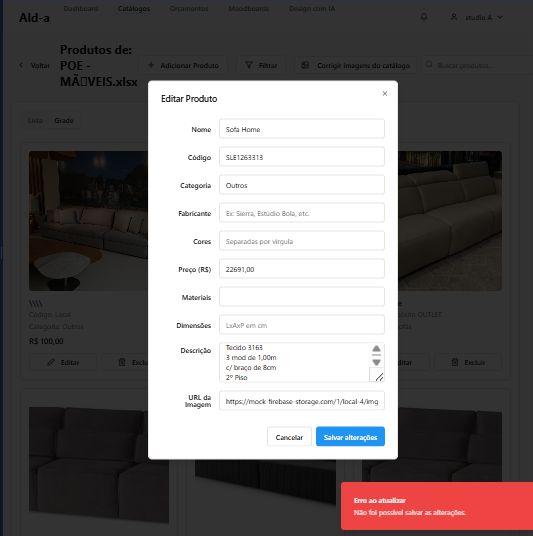 Dashboard
Catálogos
Orçamentos
Moodboards
Design com IA
Ald-a
studio A
Voltar
Produtos de:
POE -
MÃ▯VEIS.xlsx
Adicionar Produto
Filtrar
Corrigir imagens do catálogo
Buscar produtos...
Lista
Grade
Editar Produto
×
Nome
Sofa Home
Código
SLE1263313
Categoria
Outros
Fabricante
Ex: Sierra, Estúdio Bola, etc.
Cores
Separadas por vírgula
Preço (R$)
22691,00
Materiais
Dimensões
LxAxP em cm
Descrição
Tecido 3163
3 mod de 1,00m
c/ braço de 8cm
2º Piso
URL da
Imagem
https://mock-firebase-storage.com/1/local-4/img
Cancelar
Salvar alterações
\\\\
Código: Local
Categoria: Outros
R$ 100,00
Editar
OUTLET
Excluir
Erro ao atualizar
Não foi possível salvar as alterações.